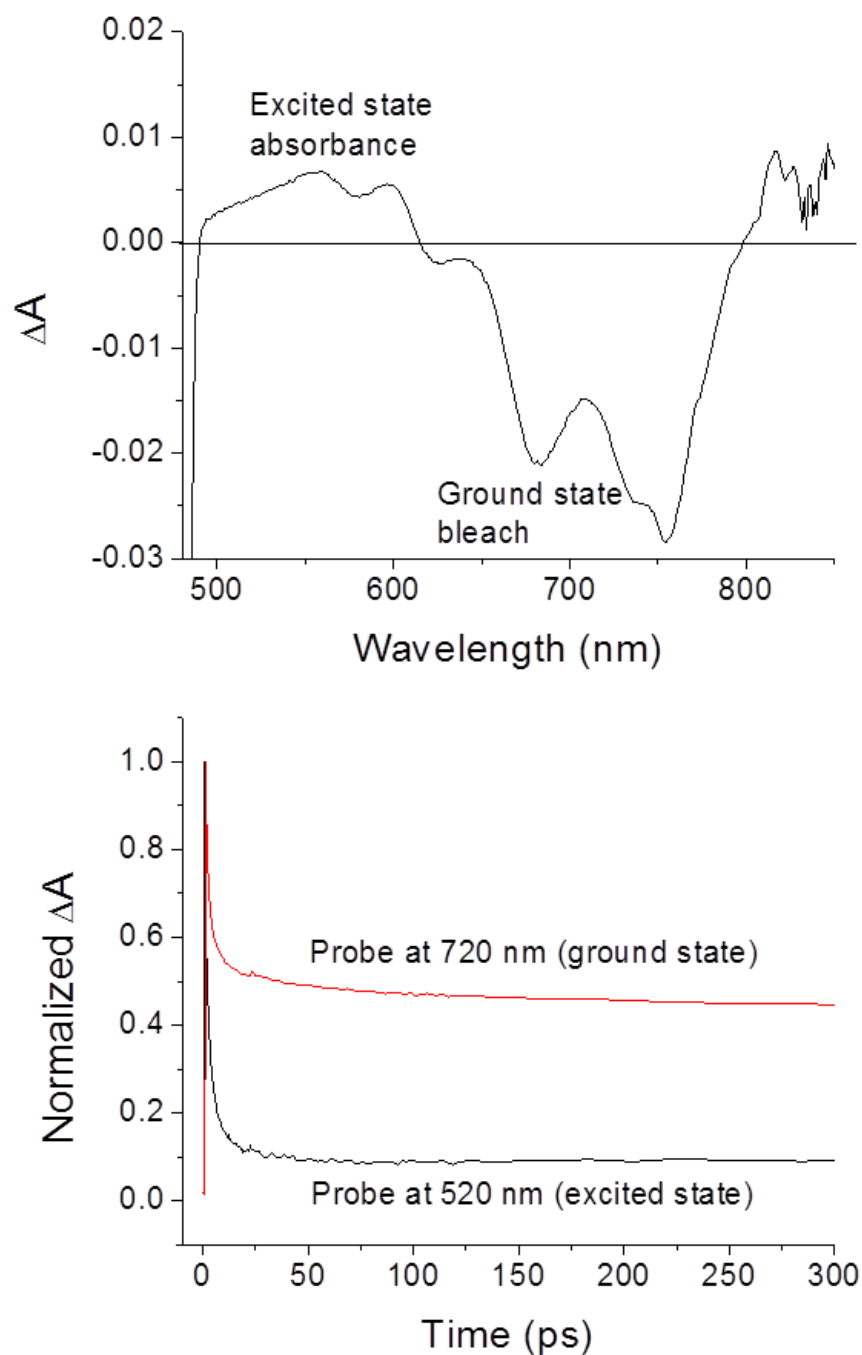 0.02
0.01
0.00
-0.01
-0.02
-0.03
ΔA
Excited state
absorbance
Ground state
bleach
500 600 700 800
Wavelength (nm)
1.0
0.8
0.6
0.4
0.2
0.0
Normalized ΔA
Probe at 720 nm (ground state)
Probe at 520 nm (excited state)
0 50 100 150 200 250 300
Time (ps)